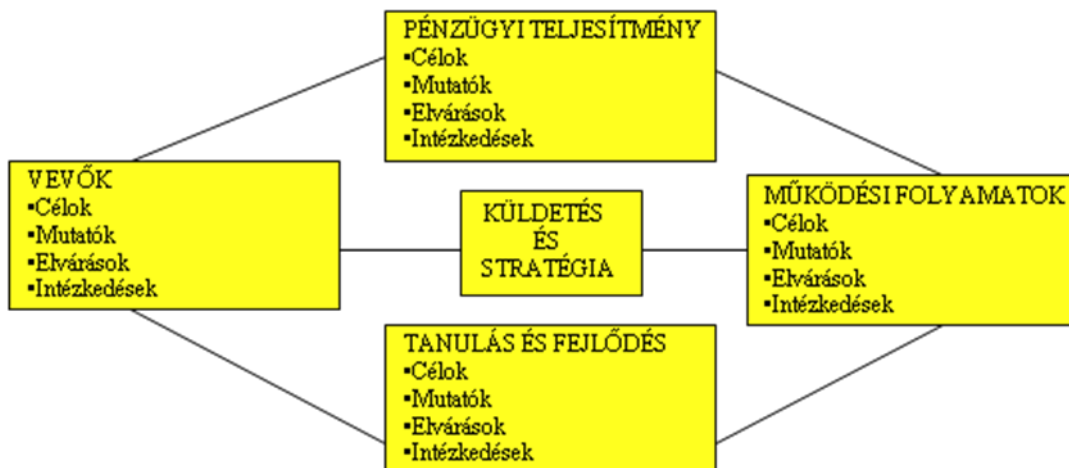 PÉNZÜGYI TELJESÍTMÉNY
▪Célok
▪Mutatók
▪Elvárások
▪Intézkedések
VEVŐK
▪Célok
▪Mutatók
▪Elvárások
▪Intézkedések
KÜLDETÉS
ÉS
STRATÉGIA
MŰKÖDÉSI FOLYAMATOK
▪Célok
▪Mutatók
▪Elvárások
▪Intézkedések
TANULÁS ÉS FEJLŐDÉS
▪Célok
▪Mutatók
▪Elvárások
▪Intézkedések